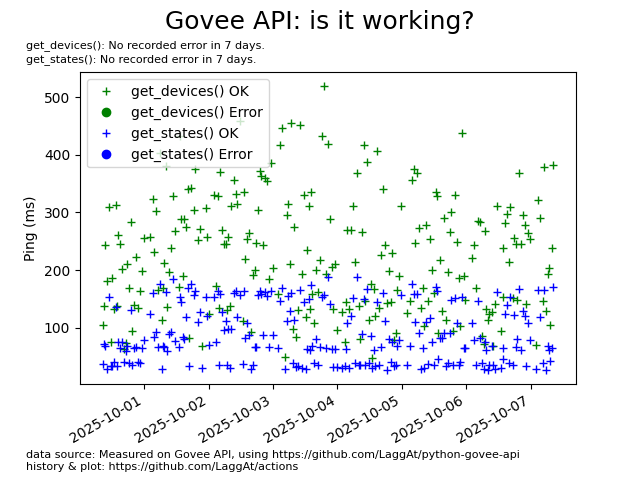 Govee API: is it working?
get_devices(): No recorded error in 7 days.
get_states(): No recorded error in 7 days.
get_devices() OK
get_devices() Error
get_states() OK
get_states() Error
Ping (ms)
500
400
300
200
100
2025-10-01
2025-10-02
2025-10-03
2025-10-04
2025-10-05
2025-10-06
2025-10-07
data source: Measured on Govee API, using https://github.com/LaggAt/python-govee-api
history & plot: https://github.com/LaggAt/actions